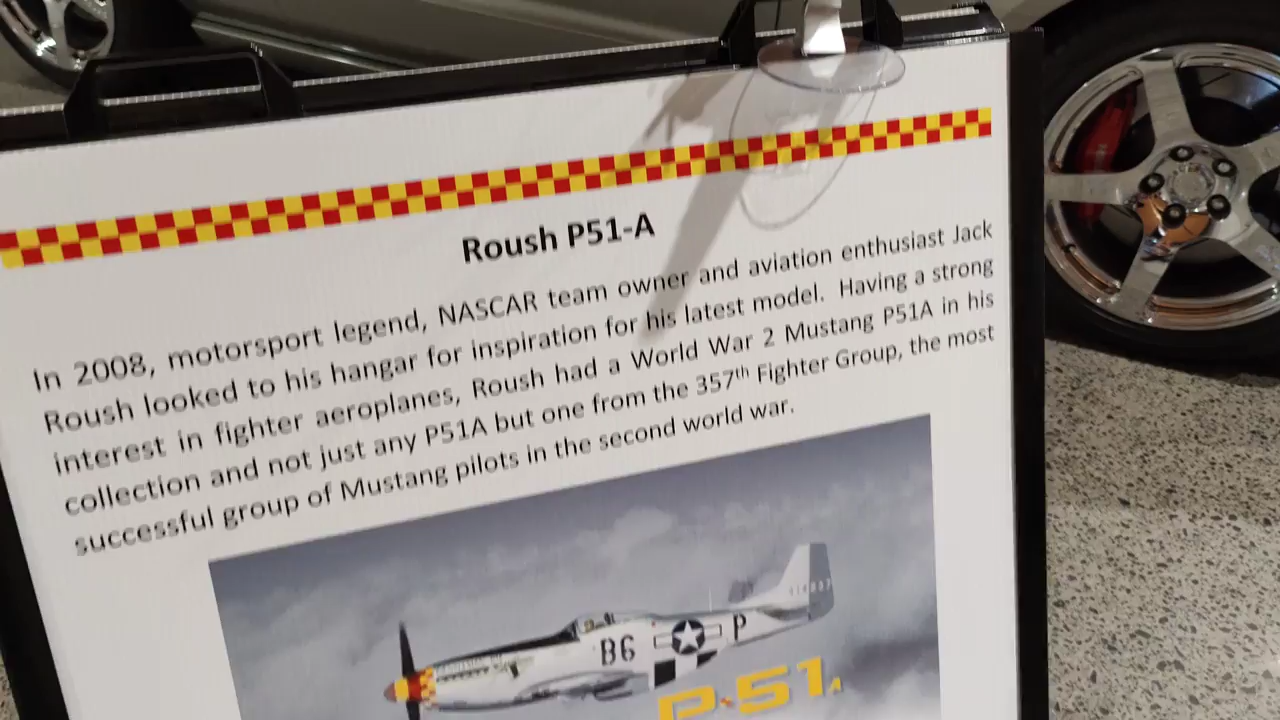 Roush P51-A
In 2008, motorsport legend, NASCAR team owner and aviation enthusiast Jack
Roush looked to his hangar for inspiration for his latest model. Having a strong
interest in fighter aeroplanes, Roush had a World War 2 Mustang P51A in his
collection and not just any P51A but one from the 357th Fighter Group, the most
successful group of Mustang pilots in the second world war.
B6 P
P-51A